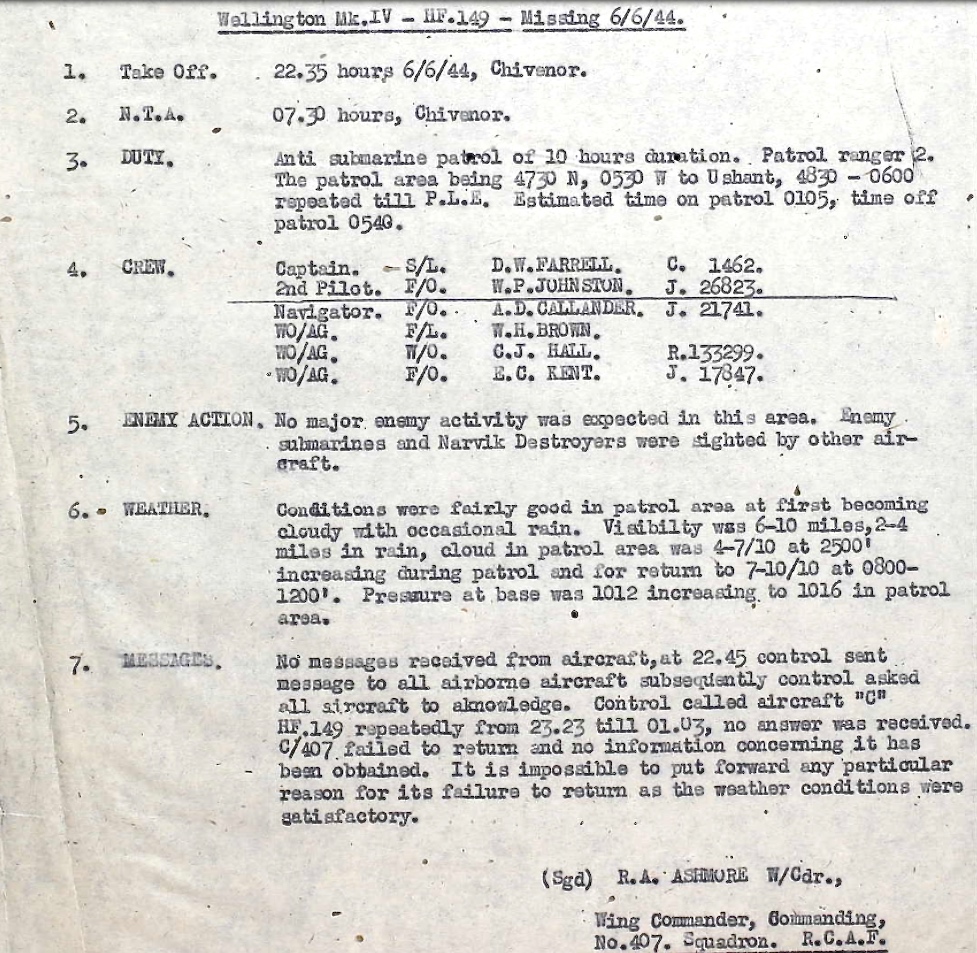 Wellington Mk.IV - HF.149 - Missing 6/6/44.
1. Take Off. 22.35 hours 6/6/44, Chivenor.
2. N.T.A. 07.30 hours, Chivenor.
3. DUTY. Anti submarine patrol of 10 hours duration. Patrol ranger 2.
The patrol area being 4730 N, 0530 W to Ushant, 4830 - 0600
repeated till P.L.E. Estimated time on patrol 0105, time off
patrol 0540.
4. CREW. Captain. - S/L. D.W.FARRELL. C. 1462.
2nd Pilot. F/O. W.P.JOHNSTON. J. 26823.
Navigator. F/O. A.D.CALLANDER. J. 21741.
WO/AG. F/L. W.H.BROWN.
WO/AG. W/O. C.J. HALL. R.133299.
WO/AG. F/O. E.C. KENT. J. 17847.
5. ENEMY ACTION. No major enemy activity was expected in this area. Enemy
submarines and Narvik Destroyers were sighted by other air-
craft.
6. WEATHER. Conditions were fairly good in patrol area at first becoming
cloudy with occasional rain. Visibilty was 6-10 miles,2-4
miles in rain, cloud in patrol area was 4-7/10 at 2500'
increasing during patrol and for return to 7-10/10 at 0800-
1200'. Pressure at base was 1012 increasing to 1016 in patrol
area.
7. MESSAGES. No messages received from aircraft,at 22.45 control sent
message to all airborne aircraft subsequently control asked
all aircraft to aknowledge. Control called aircraft "C"
HF.149 repeatedly from 23.23 till 01.03, no answer was received.
C/407 failed to return and no information concerning it has
been obtained. It is impossible to put forward any particular
reason for its failure to return as the weather conditions were
satisfactory.
(Sgd) R.A. ASHMORE W/Cdr.,
Wing Commander, Commanding,
No.407. Squadron. R.C.A.F.